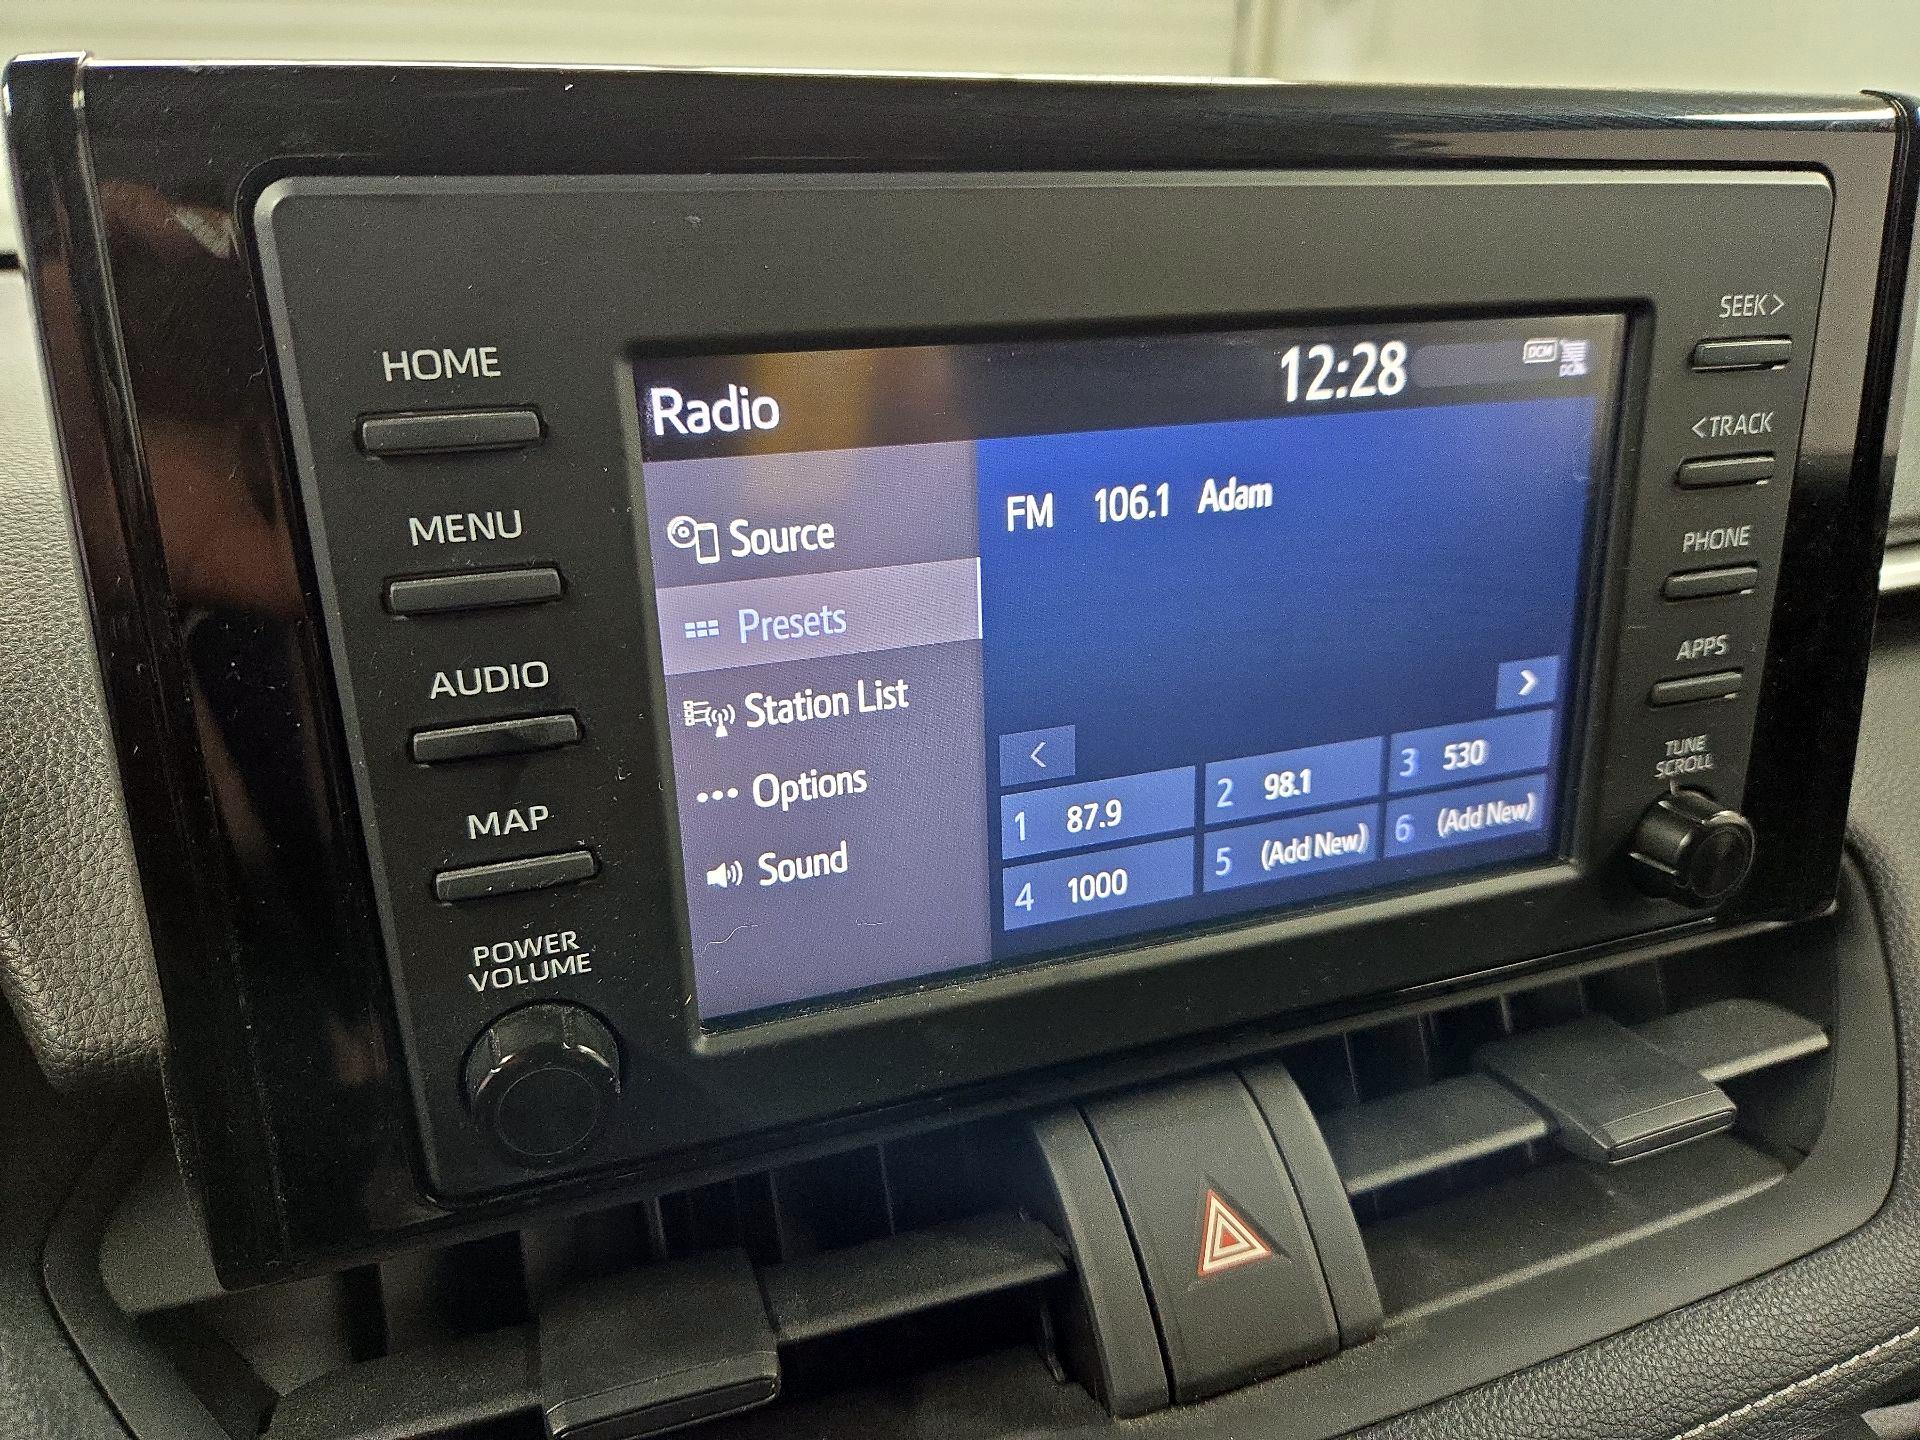 HOME
MENU
AUDIO
MAP
POWER
VOLUME
Radio
12:28
DCM
DCM
Source
Presets
Station List
Options
Sound
FM 106.1 Adam
<
>
1 87.9
2 98.1
3 530
4 1000
5 (Add New)
6 (Add New)
SEEK>
<TRACK
PHONE
APPS
TUNE
SCROLL